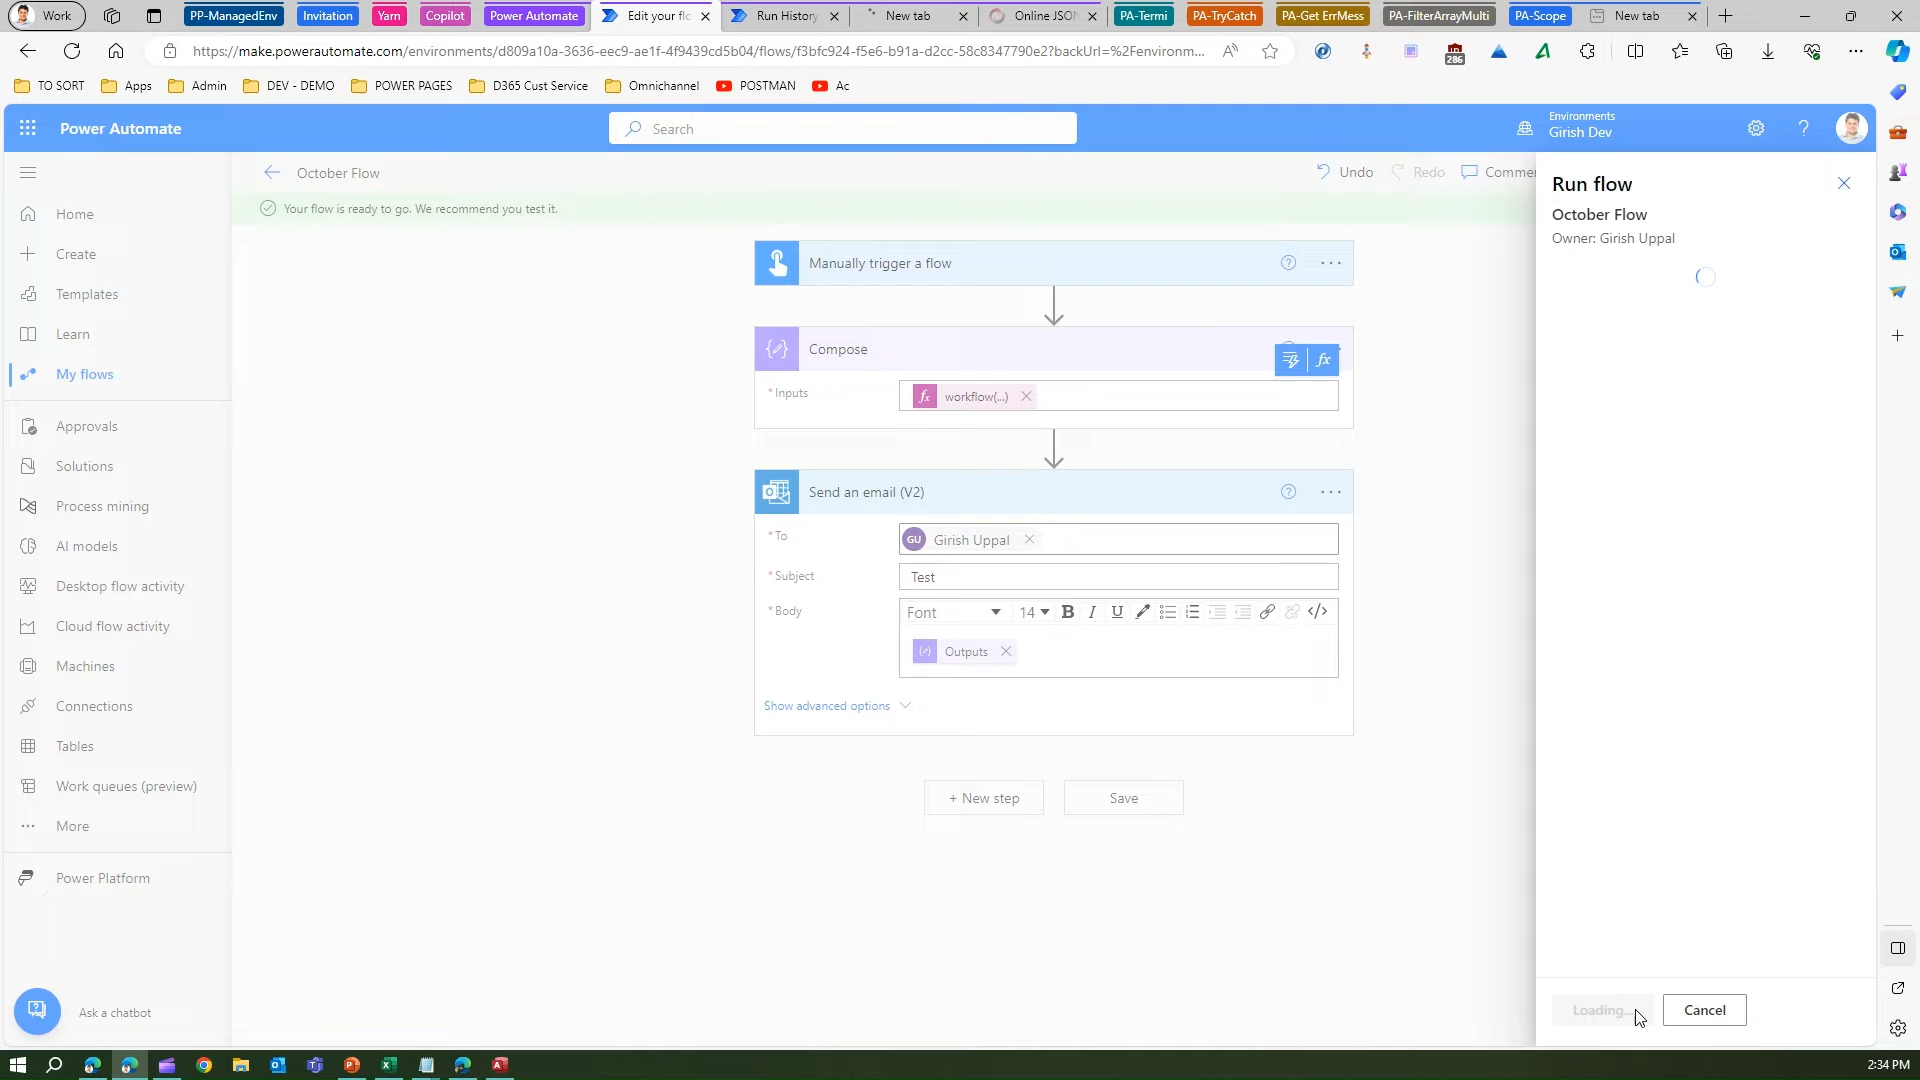 Work
PP-ManagedEnv
Invitation
Yarn
Copilot
Power Automate
Edit your flo
Run History
New tab
Online JSO
PA-Termi
PA-TryCatch
PA-Get ErrMess
PA-FilterArrayMulti
PA-Scope
New tab
https://make.powerautomate.com/environments/d809a10a-3636-eec9-ae1f-4f9439cd5b04/flows/f3bfc924-f5e6-b91a-d2cc-58c8347790e2?backUrl=%2Fenvironm...
286
TO SORT
Apps
Admin
DEV - DEMO
POWER PAGES
D365 Cust Service
Omnichannel
POSTMAN
Ac
Power Automate
Search
Environments
Girish Dev
October Flow
Undo
Redo
Commen
Your flow is ready to go. We recommend you test it.
Home
Create
Templates
Learn
My flows
Approvals
Solutions
Process mining
AI models
Desktop flow activity
Cloud flow activity
Machines
Connections
Tables
Work queues (preview)
More
Power Platform
Ask a chatbot
Manually trigger a flow
Compose
fx
* Inputs
fx workflow(...)
Send an email (V2)
* To
GU Girish Uppal
* Subject
Test
* Body
Font
14
B I U
</>
Outputs
Show advanced options
+ New step
Save
Run flow
October Flow
Owner: Girish Uppal
Loading...
Cancel
2:34 PM